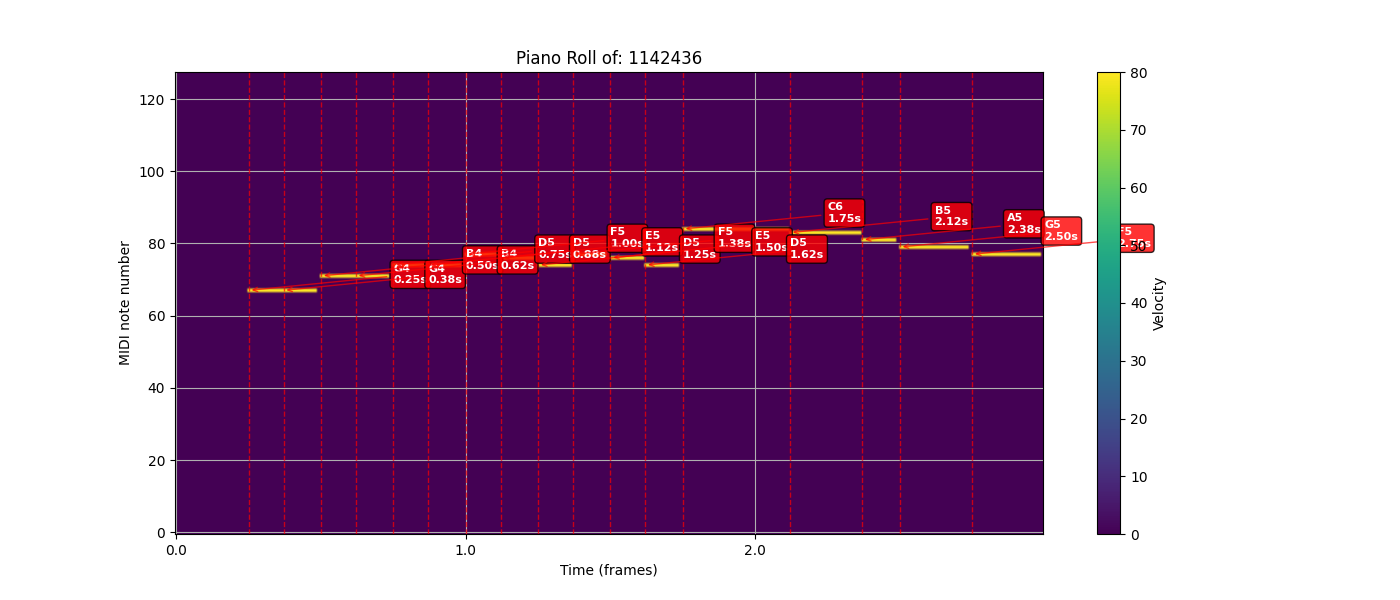 Piano Roll of: 1142436
MIDI note number
120
100
80
60
40
20
0
0.0
1.0
2.0
Time (frames)
G4
0.25s
G4
0.38s
B4
0.50s
B4
0.62s
D5
0.75s
D5
0.88s
F5
1.00s
E5
1.12s
D5
1.25s
F5
1.38s
E5
1.50s
D5
1.62s
C6
1.75s
B5
2.12s
A5
2.38s
G5
2.50s
F5
80
70
60
50
40
30
20
10
0
Velocity